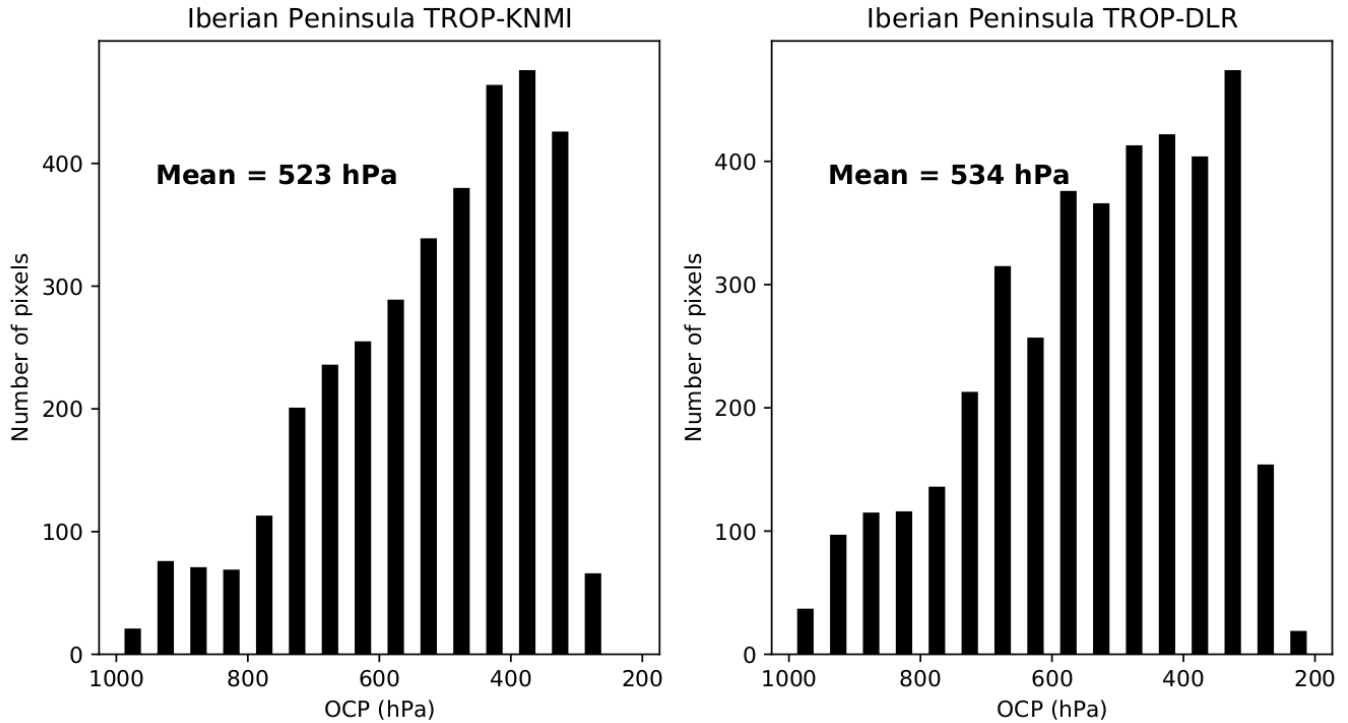 Iberian Peninsula TROP-KNMI
Mean = 523 hPa
Number of pixels
400
300
200
100
0
1000 800 600 400 200
OCP (hPa)
Iberian Peninsula TROP-DLR
Mean = 534 hPa
Number of pixels
400
300
200
100
0
1000 800 600 400 200
OCP (hPa)